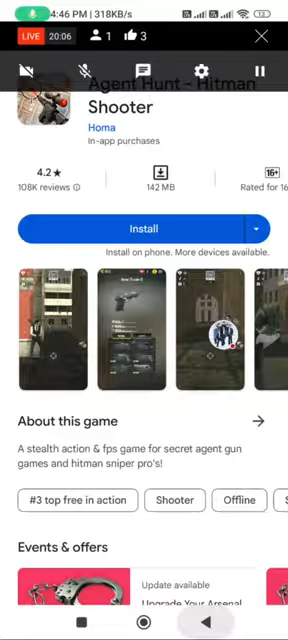 4:46 PM | 318KB/s
13
LIVE 20:06 1 3
Agent Hunt - Hitman
Shooter
Homa
In-app purchases
4.2★
108K reviews
142 MB
16+
Rated for 16
Install
Install on phone. More devices available.
About this game
A stealth action & fps game for secret agent gun
games and hitman sniper pro's!
#3 top free in action
Shooter
Offline
S
Events & offers
Update available
Upgrade Your Arsenal